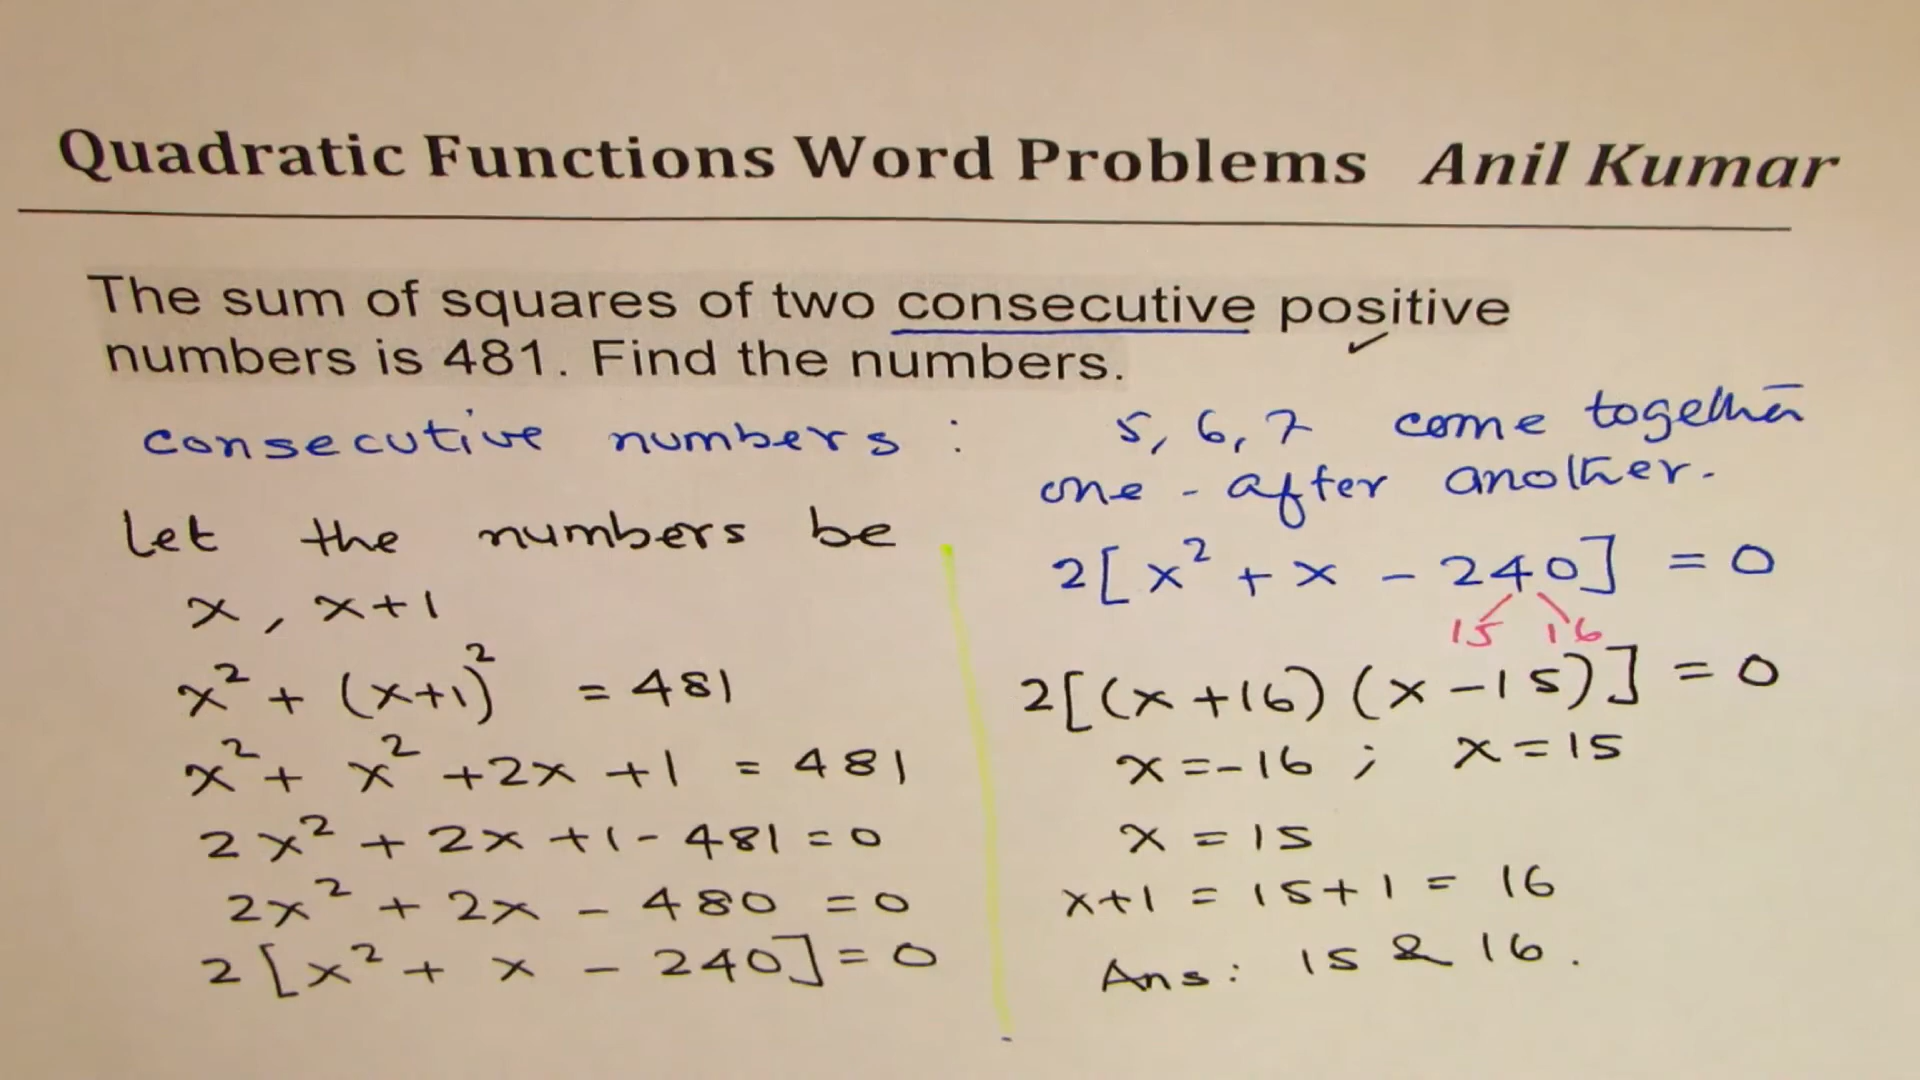 Quadratic Functions Word Problems Anil Kumar
The sum of squares of two consecutive positive
numbers is 481. Find the numbers.
consecutive numbers : 5, 6, 7 come together
one - after another.
Let the numbers be
x, x+1
x² + (x+1)² = 481
x² + x² +2x +1 = 481
2x² + 2x +1 - 481 = 0
2x² + 2x - 480 = 0
2[x² + x - 240] = 0
2[x² + x - 240] = 0
15 16
2[(x +16) (x -15)] = 0
x = -16 ; x = 15
x = 15
x+1 = 15+1 = 16
Ans: 15 & 16.